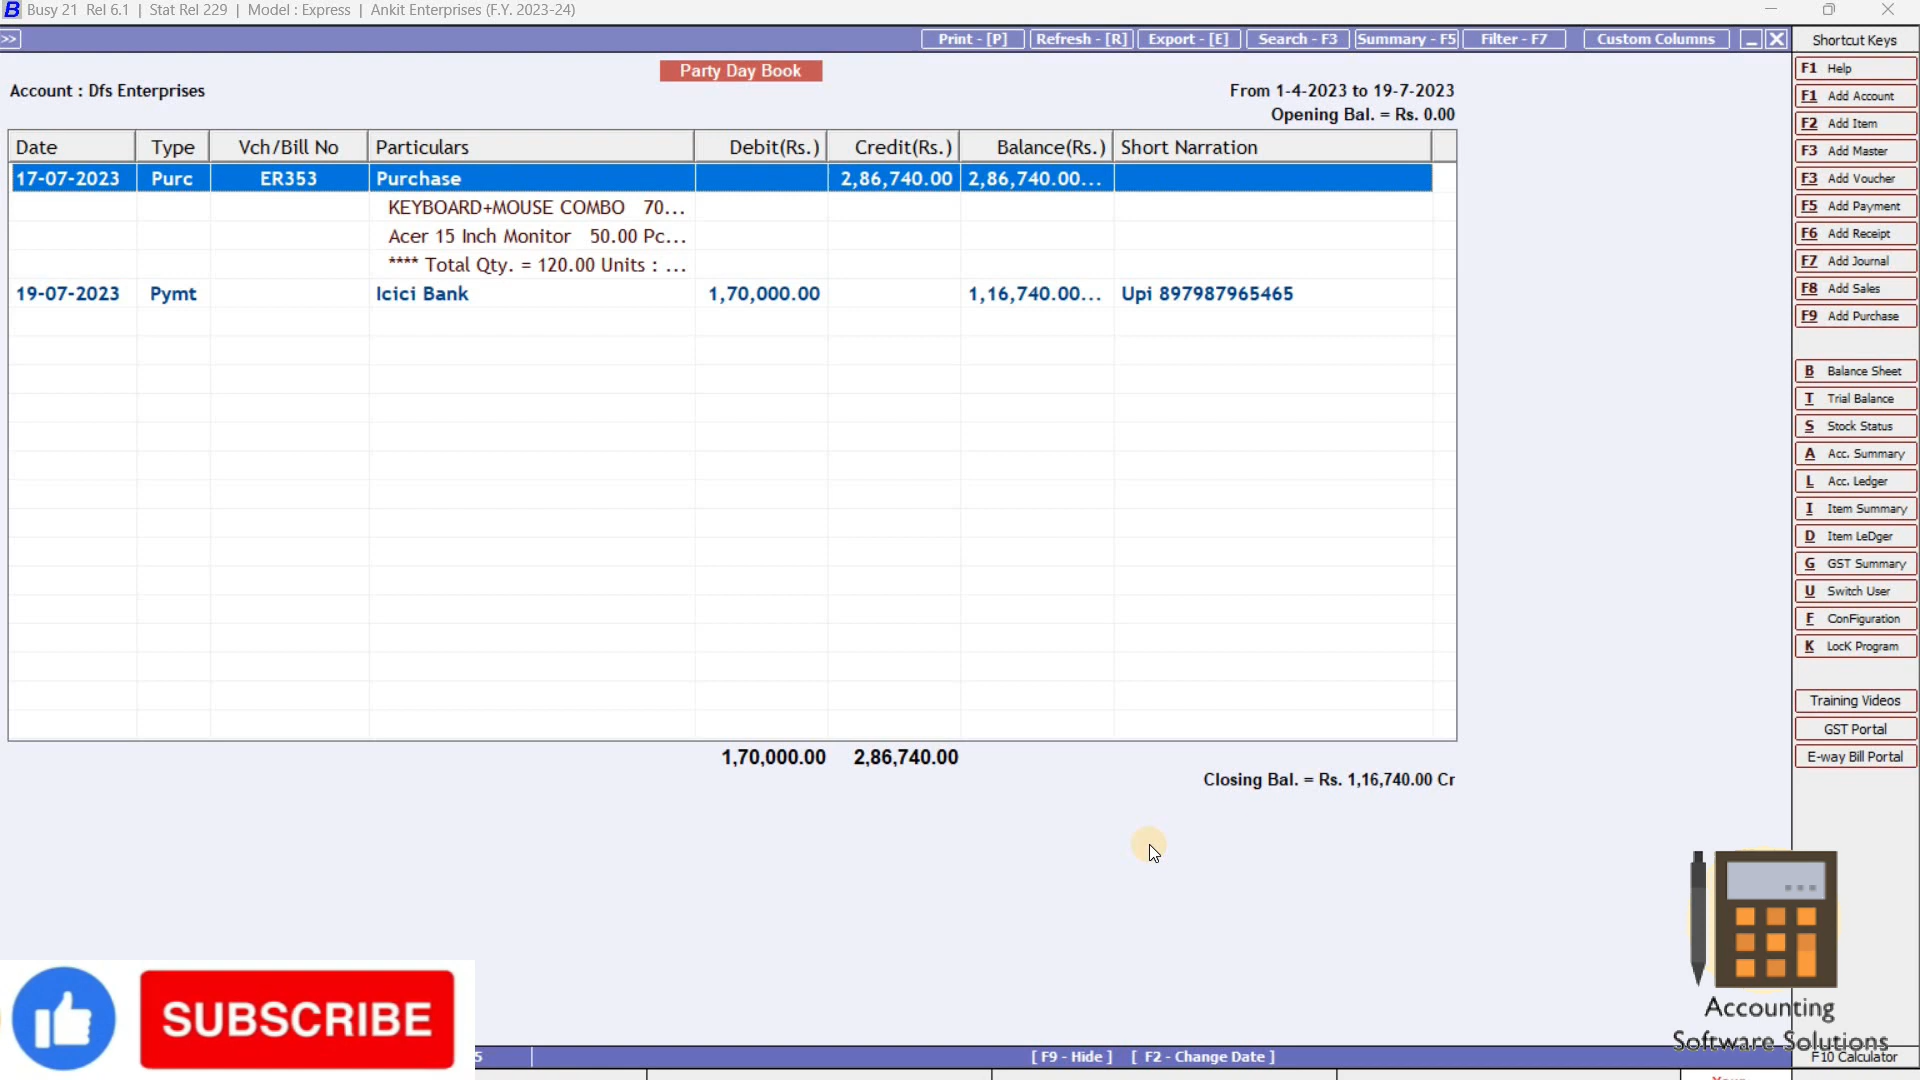 B Busy 21 Rel 6.1 | Stat Rel 229 | Model : Express | Ankit Enterprises (F.Y. 2023-24)
>> Print - [P] Refresh - [R] Export - [E] Search - F3 Summary - F5 Filter - F7 Custom Columns
Party Day Book
Account : Dfs Enterprises
From 1-4-2023 to 19-7-2023
Opening Bal. = Rs. 0.00
Date Type Vch/Bill No Particulars Debit(Rs.) Credit(Rs.) Balance(Rs.) Short Narration
17-07-2023 Purc ER353 Purchase 2,86,740.00 2,86,740.00...
KEYBOARD+MOUSE COMBO 70...
Acer 15 Inch Monitor 50.00 Pc...
**** Total Qty. = 120.00 Units : ...
19-07-2023 Pymt Icici Bank 1,70,000.00 1,16,740.00... Upi 897987965465
1,70,000.00 2,86,740.00
Closing Bal. = Rs. 1,16,740.00 Cr
Shortcut Keys
F1 Help
F1 Add Account
F2 Add Item
F3 Add Master
F3 Add Voucher
F5 Add Payment
F6 Add Receipt
F7 Add Journal
F8 Add Sales
F9 Add Purchase
B Balance Sheet
T Trial Balance
S Stock Status
A Acc. Summary
L Acc. Ledger
I Item Summary
D Item LeDger
G GST Summary
U Switch User
F ConFiguration
K LocK Program
Training Videos
GST Portal
E-way Bill Portal
Accounting
Software Solutions
SUBSCRIBE
5 [ F9 - Hide ] [ F2 - Change Date ]
F10 Calculator